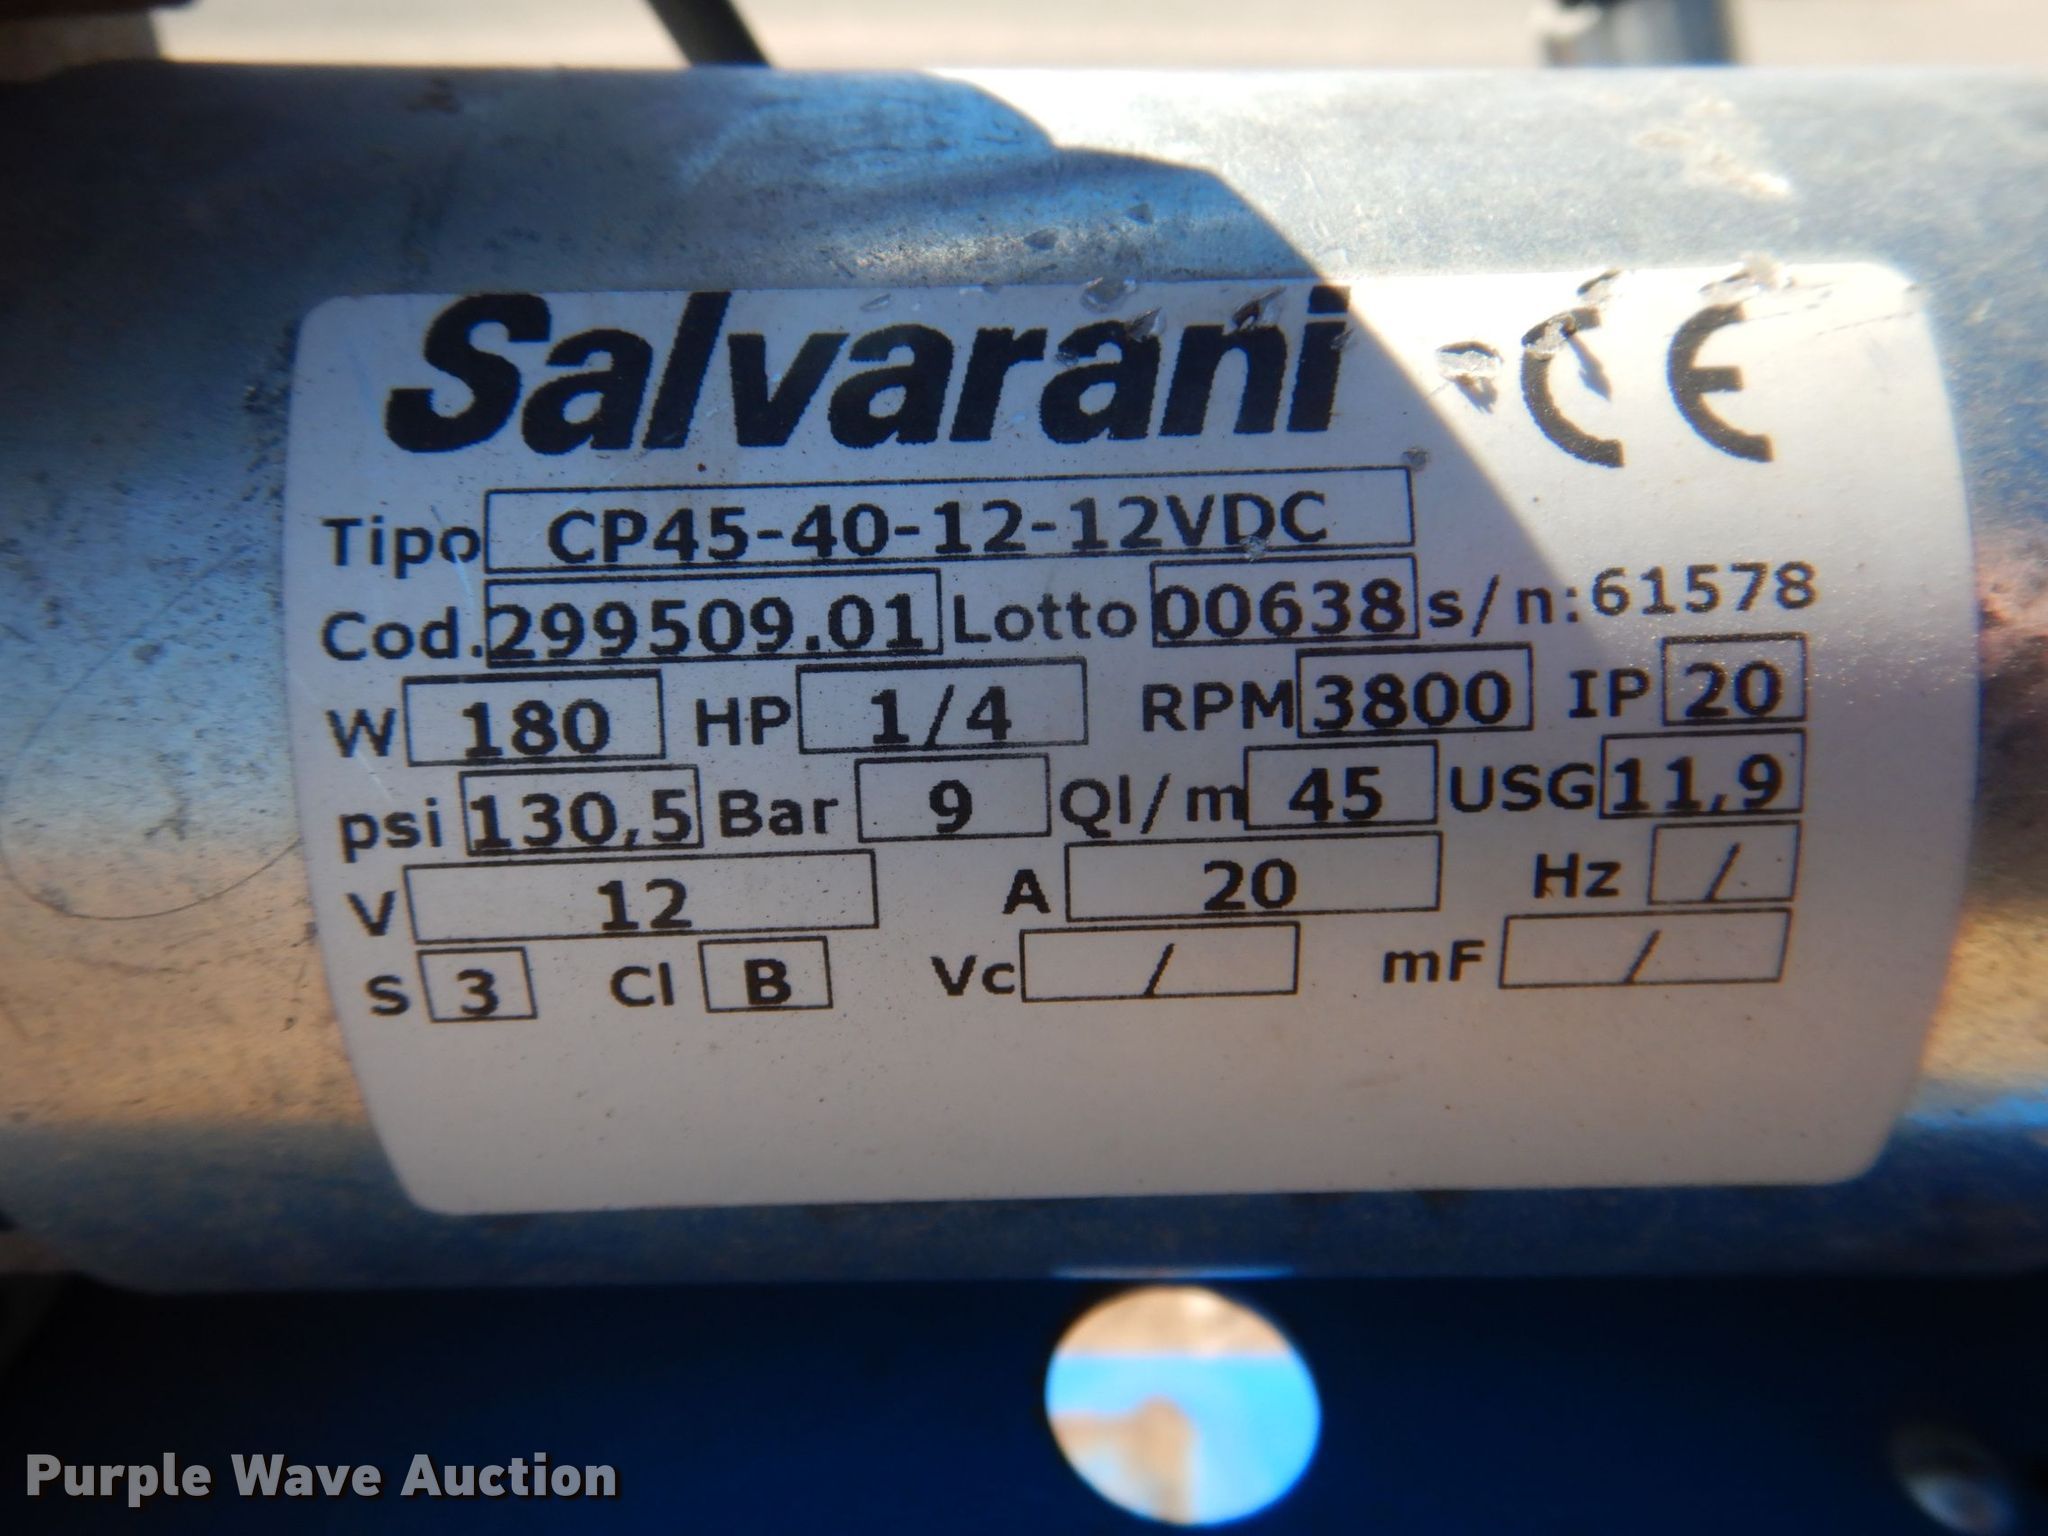 Salvarani CE
Tipo CP45-40-12-12VDC
Cod. 299509.01 Lotto 00638 s/n:61578
W 180 HP 1/4 RPM 3800 IP 20
psi 130,5 Bar 9 Ql/m 45 USG 11,9
V 12 A 20 Hz /
S 3 Cl B Vc / mF /
Purple Wave Auction